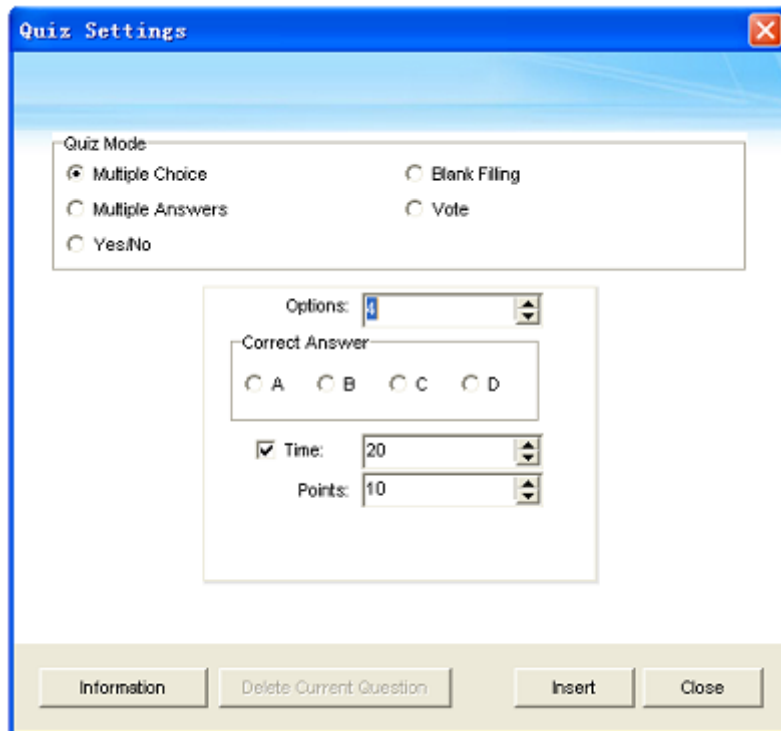 Quiz Settings
Quiz Mode
Multiple Choice Blank Filling
Multiple Answers Vote
Yes/No
Options: 4
Correct Answer
A B C D
Time: 20
Points: 10
Information Delete Current Question Insert Close